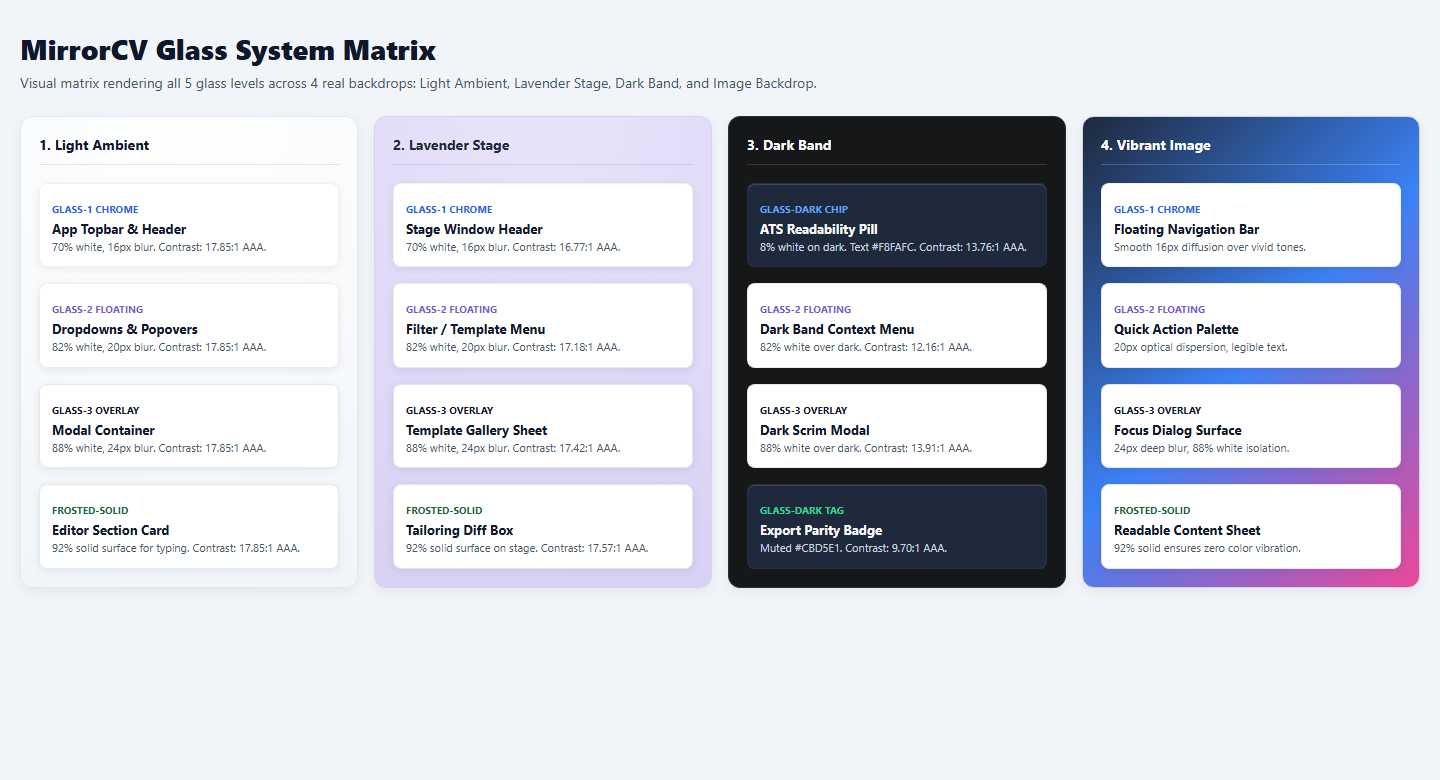 MirrorCV Glass System Matrix
Visual matrix rendering all 5 glass levels across 4 real backdrops: Light Ambient, Lavender Stage, Dark Band, and Image Backdrop.
1. Light Ambient
GLASS-1 CHROME
App Topbar & Header
70% white, 16px blur. Contrast: 17.85:1 AAA.
GLASS-2 FLOATING
Dropdowns & Popovers
82% white, 20px blur. Contrast: 17.85:1 AAA.
GLASS-3 OVERLAY
Modal Container
88% white, 24px blur. Contrast: 17.85:1 AAA.
FROSTED-SOLID
Editor Section Card
92% solid surface for typing. Contrast: 17.85:1 AAA.
2. Lavender Stage
GLASS-1 CHROME
Stage Window Header
70% white, 16px blur. Contrast: 16.77:1 AAA.
GLASS-2 FLOATING
Filter / Template Menu
82% white, 20px blur. Contrast: 17.18:1 AAA.
GLASS-3 OVERLAY
Template Gallery Sheet
88% white, 24px blur. Contrast: 17.42:1 AAA.
FROSTED-SOLID
Tailoring Diff Box
92% solid surface on stage. Contrast: 17.57:1 AAA.
3. Dark Band
GLASS-DARK CHIP
ATS Readability Pill
8% white on dark. Text #F8FAFC. Contrast: 13.76:1 AAA.
GLASS-2 FLOATING
Dark Band Context Menu
82% white over dark. Contrast: 12.16:1 AAA.
GLASS-3 OVERLAY
Dark Scrim Modal
88% white over dark. Contrast: 13.91:1 AAA.
GLASS-DARK TAG
Export Parity Badge
Muted #CBD5E1. Contrast: 9.70:1 AAA.
4. Vibrant Image
GLASS-1 CHROME
Floating Navigation Bar
Smooth 16px diffusion over vivid tones.
GLASS-2 FLOATING
Quick Action Palette
20px optical dispersion, legible text.
GLASS-3 OVERLAY
Focus Dialog Surface
24px deep blur, 88% white isolation.
FROSTED-SOLID
Readable Content Sheet
92% solid ensures zero color vibration.